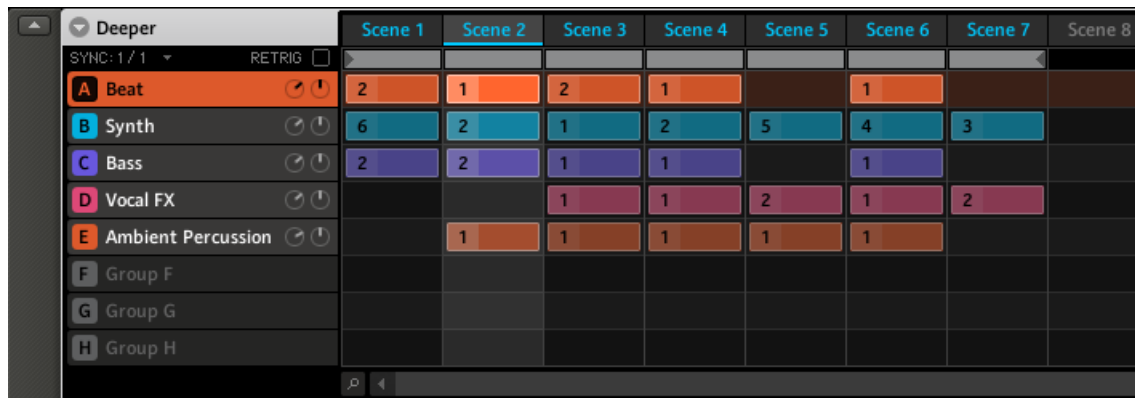 Deeper Scene 1 Scene 2 Scene 3 Scene 4 Scene 5 Scene 6 Scene 7 Scene 8
SYNC: 1 / 1 RETRIG
A Beat 2 1 2 1 1
B Synth 6 2 1 2 5 4 3
C Bass 2 2 1 1 1
D Vocal FX 1 1 2 1 2
E Ambient Percussion 1 1 1 1 1
F Group F
G Group G
H Group H